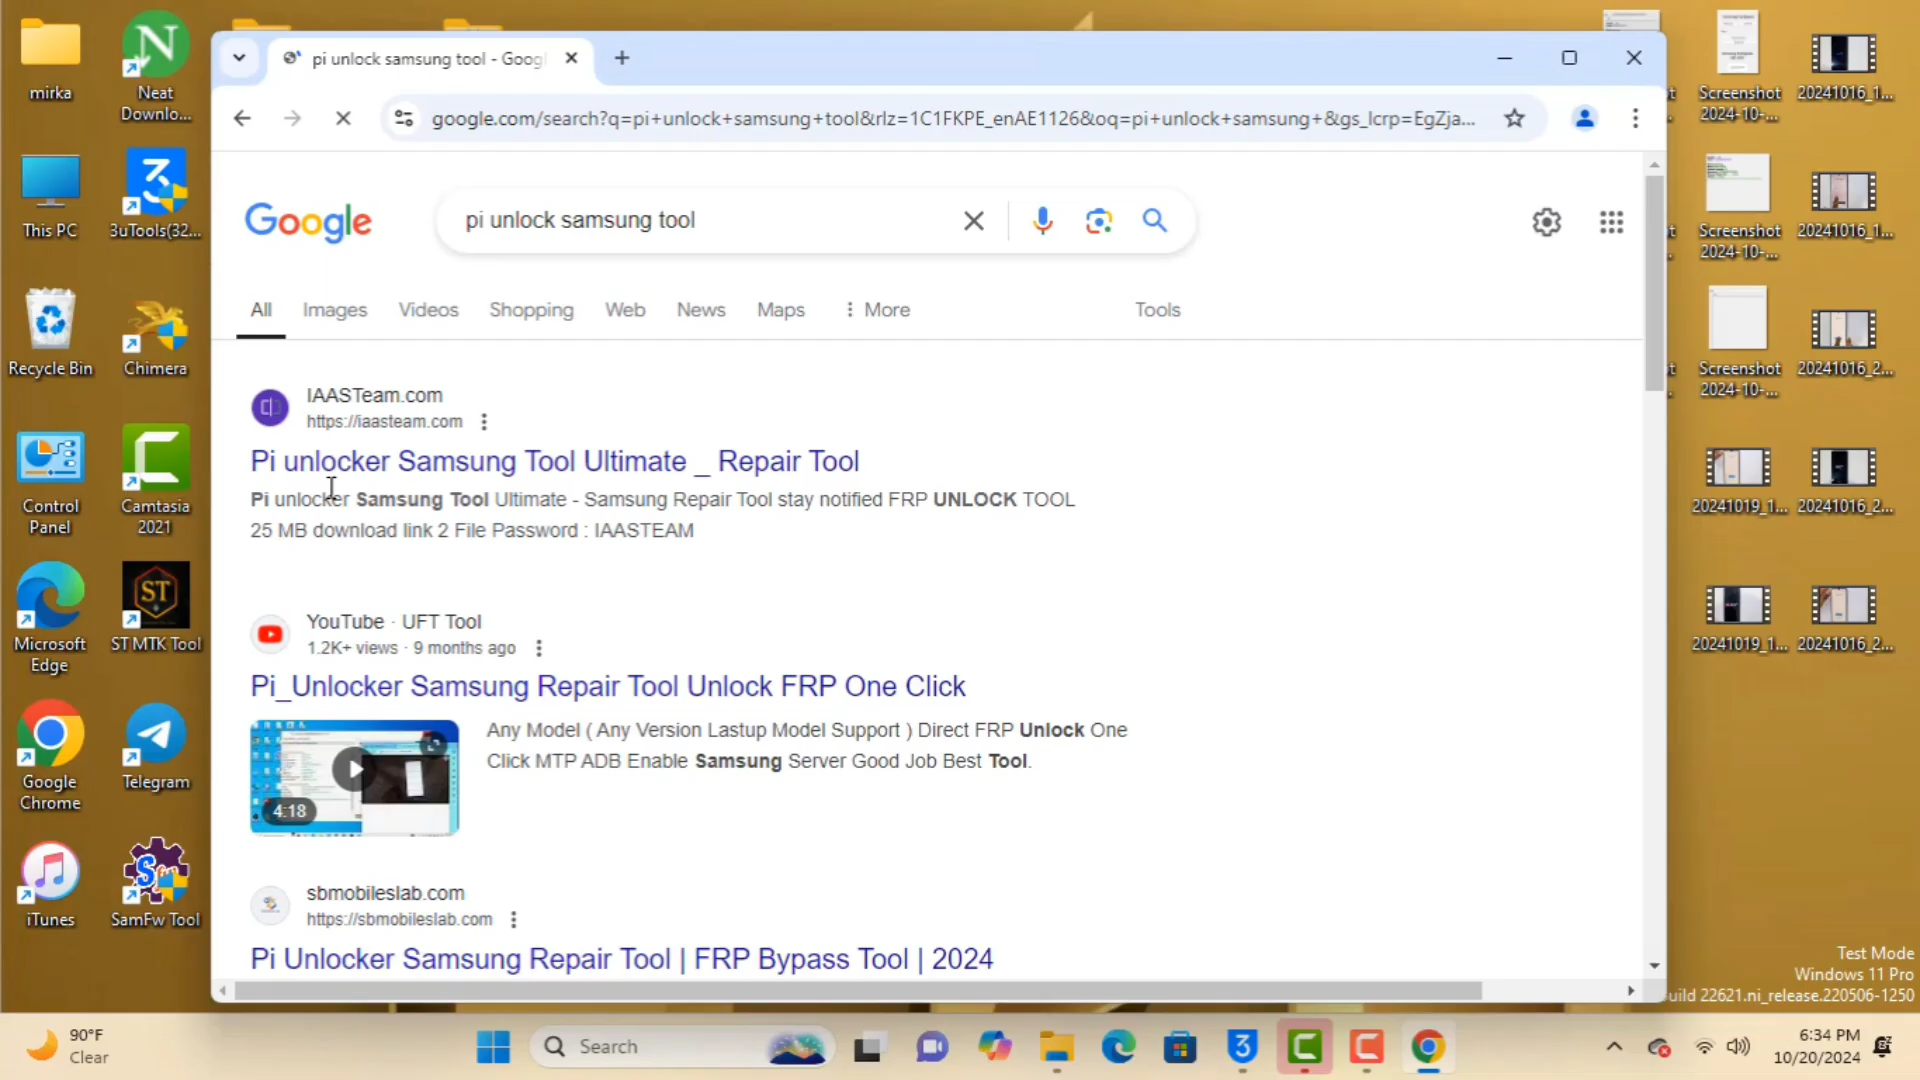 mirka
Neat
Downlo...
This PC
3uTools(32...
Recycle Bin
Chimera
Control
Panel
Camtasia
2021
Microsoft
Edge
ST
ST MTK Tool
Google
Chrome
Telegram
iTunes
SamFw Tool
pi unlock samsung tool - Googl
google.com/search?q=pi+unlock+samsung+tool&rlz=1C1FKPE_enAE1126&oq=pi+unlock+samsung+&gs_lcrp=EgZja...
Google
pi unlock samsung tool
All Images Videos Shopping Web News Maps More Tools
IAASTeam.com
https://iaasteam.com
Pi unlocker Samsung Tool Ultimate _ Repair Tool
Pi unlocker Samsung Tool Ultimate - Samsung Repair Tool stay notified FRP UNLOCK TOOL
25 MB download link 2 File Password : IAASTEAM
YouTube · UFT Tool
1.2K+ views · 9 months ago
Pi_Unlocker Samsung Repair Tool Unlock FRP One Click
4:18
Any Model ( Any Version Lastup Model Support ) Direct FRP Unlock One
Click MTP ADB Enable Samsung Server Good Job Best Tool.
sbmobileslab.com
https://sbmobileslab.com
Pi Unlocker Samsung Repair Tool | FRP Bypass Tool | 2024
Screenshot
2024-10-...
20241016_1...
Screenshot
2024-10-...
20241016_1...
Screenshot
2024-10-...
20241016_2...
20241019_1...
20241016_2...
20241019_1...
20241016_2...
Test Mode
Windows 11 Pro
uild 22621.ni_release.220506-1250
90°F
Clear
Search
6:34 PM
10/20/2024